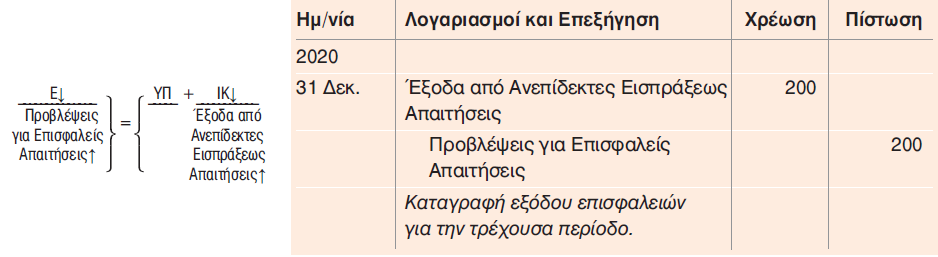 Ε↓
Προβλέψεις
για Επισφαλείς
Απαιτήσεις↑
=
ΥΠ + ΙΚ↓
Έξοδα από
Ανεπίδεκτες
Εισπράξεως
Απαιτήσεις↑
Ημ/νία Λογαριασμοί και Επεξήγηση Χρέωση Πίστωση
2020
31 Δεκ. Έξοδα από Ανεπίδεκτες Εισπράξεως 200
Απαιτήσεις
Προβλέψεις για Επισφαλείς 200
Απαιτήσεις
Καταγραφή εξόδου επισφαλειών
για την τρέχουσα περίοδο.